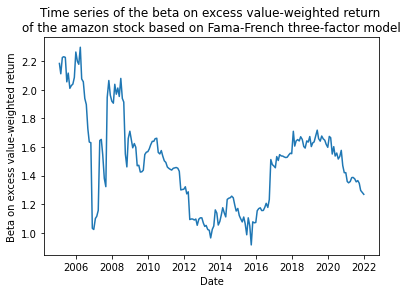 Time series of the beta on excess value-weighted return
of the amazon stock based on Fama-French three-factor model
Beta on excess value-weighted return
2.2
2.0
1.8
1.6
1.4
1.2
1.0
2006 2008 2010 2012 2014 2016 2018 2020 2022
Date